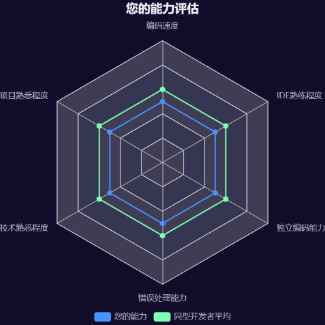 您的能力评估
编码速度
项目熟悉程度
IDE熟练程度
技术熟悉程度
独立编码能力
错误处理能力
您的能力
同型开发者平均